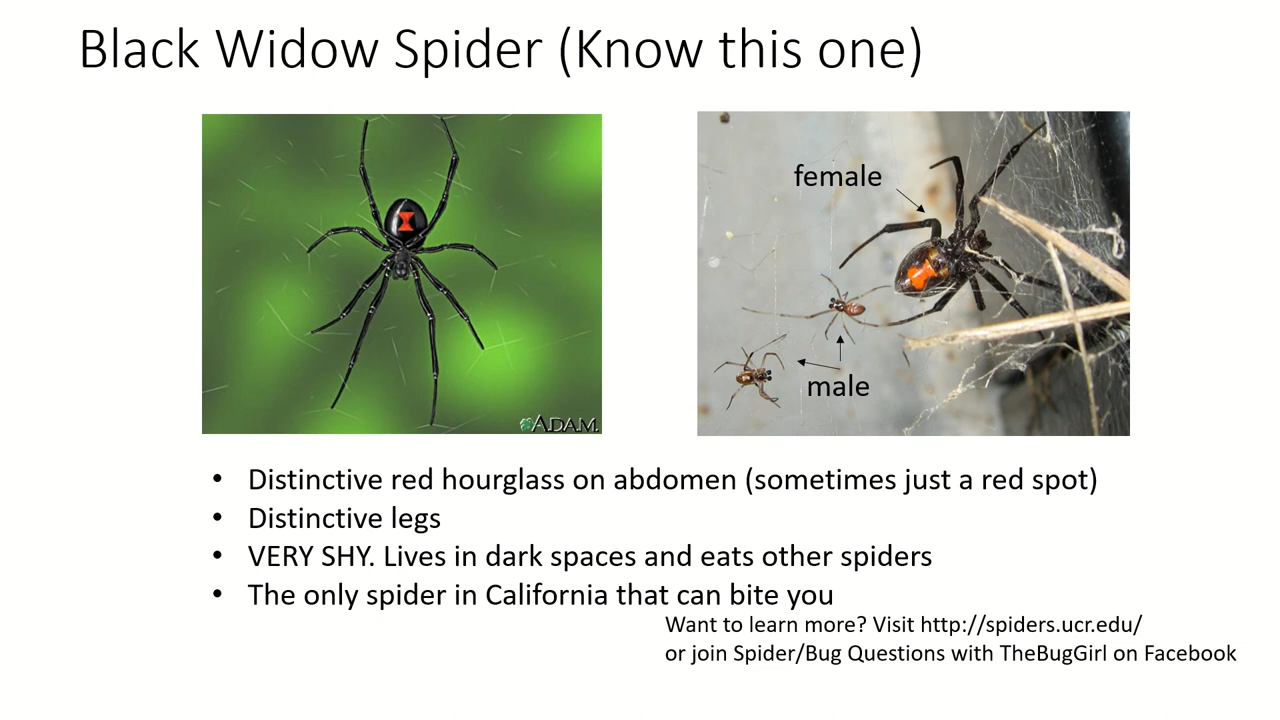 Black Widow Spider (Know this one)
female
male
ADAM.
• Distinctive red hourglass on abdomen (sometimes just a red spot)
• Distinctive legs
• VERY SHY. Lives in dark spaces and eats other spiders
• The only spider in California that can bite you
Want to learn more? Visit http://spiders.ucr.edu/
or join Spider/Bug Questions with TheBugGirl on Facebook